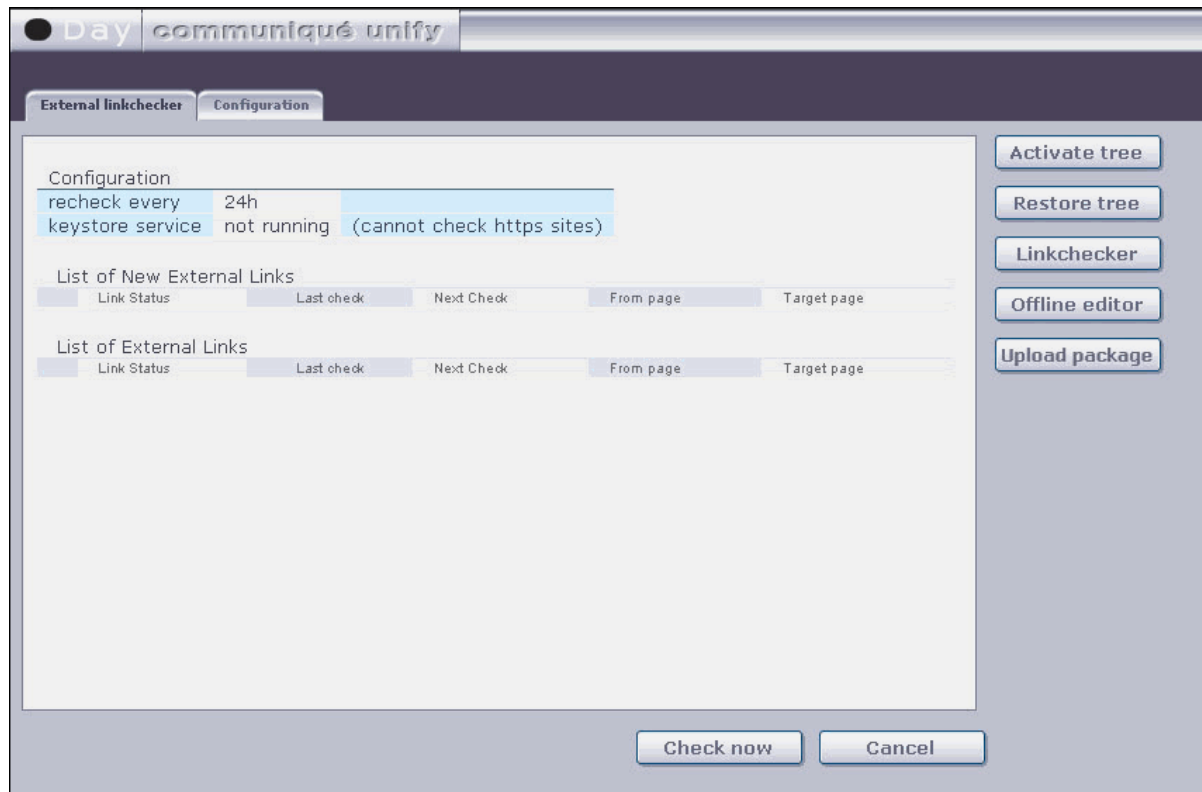 Day communiqué unify
External linkchecker Configuration
Configuration
recheck every 24h
keystore service not running (cannot check https sites)
List of New External Links
Link Status Last check Next Check From page Target page
List of External Links
Link Status Last check Next Check From page Target page
Activate tree
Restore tree
Linkchecker
Offline editor
Upload package
Check now Cancel